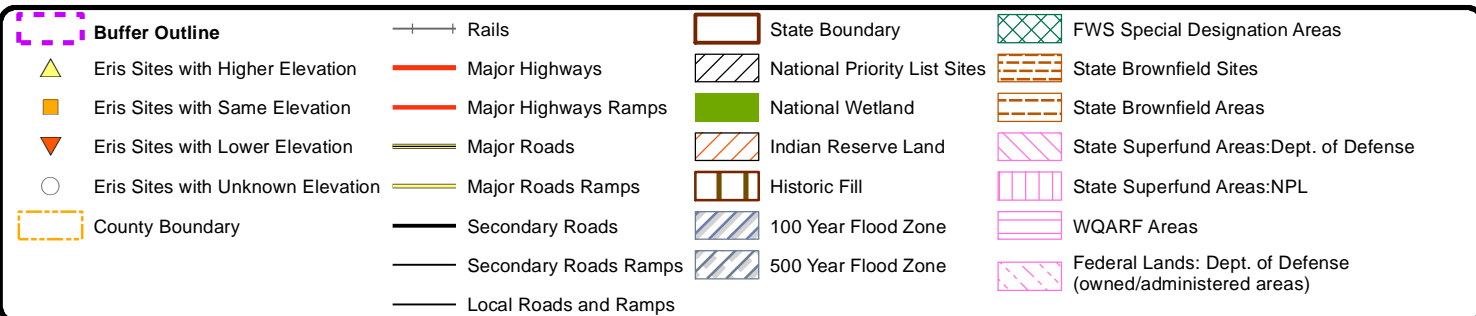 Buffer Outline
Eris Sites with Higher Elevation
Eris Sites with Same Elevation
Eris Sites with Lower Elevation
Eris Sites with Unknown Elevation
County Boundary
Rails
Major Highways
Major Highways Ramps
Major Roads
Major Roads Ramps
Secondary Roads
Secondary Roads Ramps
Local Roads and Ramps
State Boundary
National Priority List Sites
National Wetland
Indian Reserve Land
Historic Fill
100 Year Flood Zone
500 Year Flood Zone
FWS Special Designation Areas
State Brownfield Sites
State Brownfield Areas
State Superfund Areas:Dept. of Defense
State Superfund Areas:NPL
WQARF Areas
Federal Lands: Dept. of Defense
(owned/administered areas)